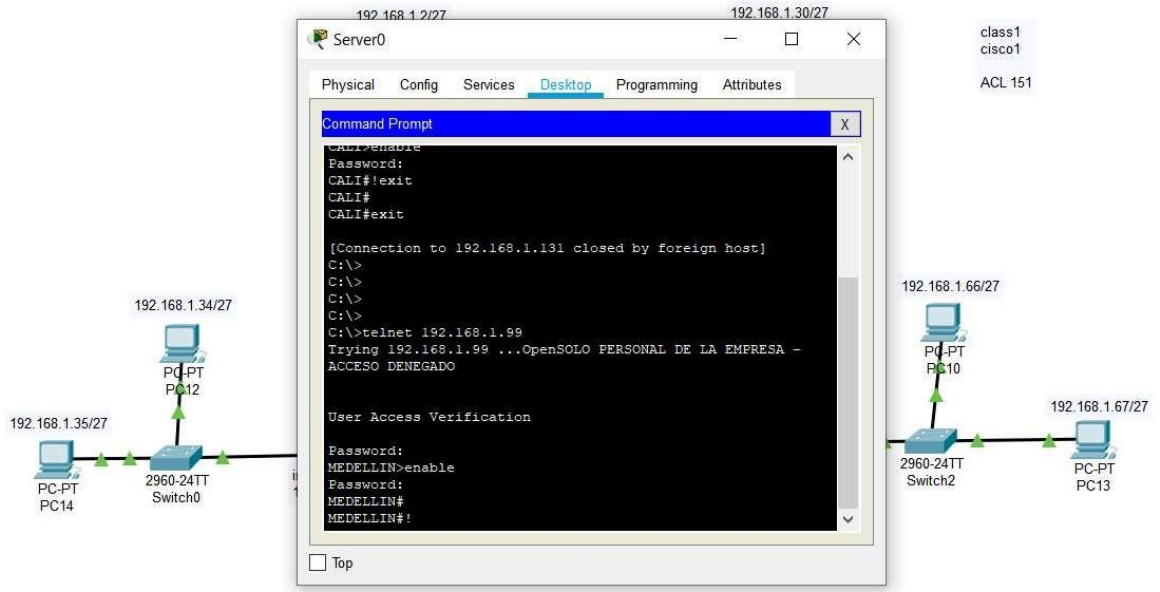 192.168.1.2/27
192.168.1.30/27
class1
cisco1
ACL 151
Server0
Physical Config Services Desktop Programming Attributes
Command Prompt
X
CALI>enable
Password:
CALI#!exit
CALI#
CALI#exit
[Connection to 192.168.1.131 closed by foreign host]
C:\>
C:\>
C:\>
C:\>
C:\>telnet 192.168.1.99
Trying 192.168.1.99 ...OpenSOLO PERSONAL DE LA EMPRESA -
ACCESO DENEGADO
User Access Verification
Password:
MEDELLIN>enable
Password:
MEDELLIN#
MEDELLIN#!
Top
192.168.1.34/27
PC-PT
PC12
192.168.1.35/27
PC-PT
PC14
2960-24TT
Switch0
192.168.1.66/27
PC-PT
PC10
192.168.1.67/27
2960-24TT
Switch2
PC-PT
PC13